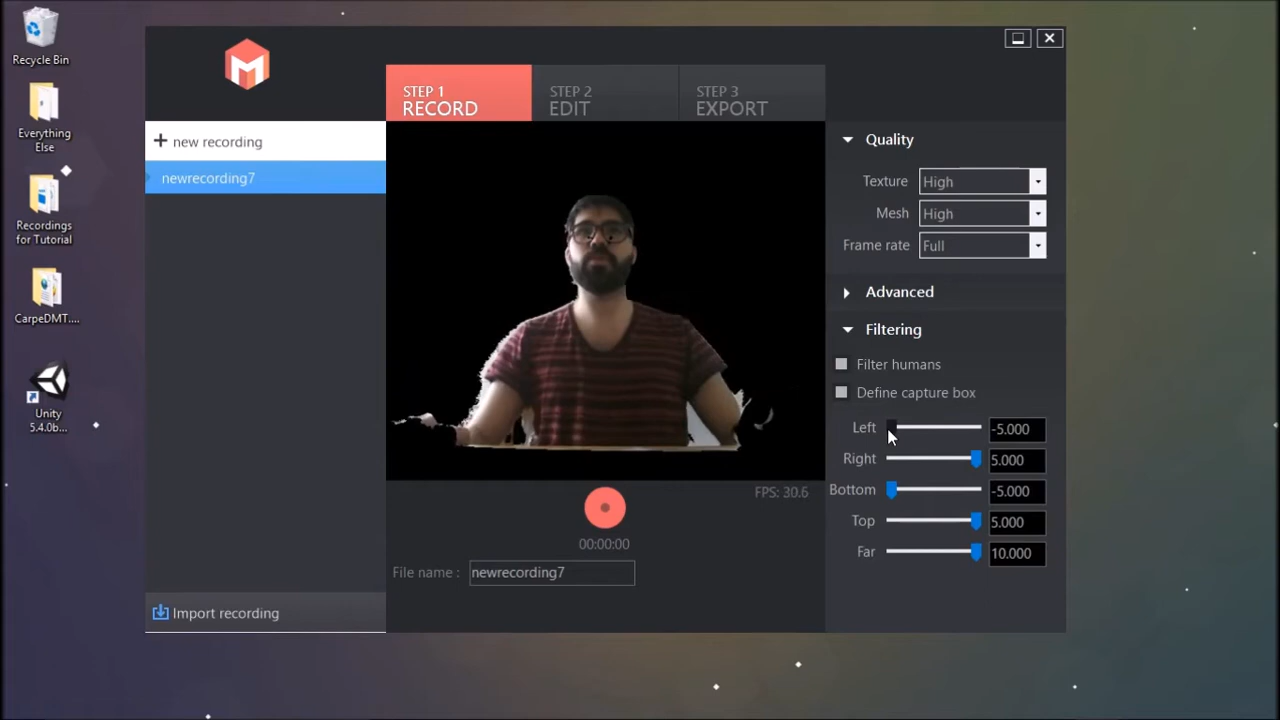 Recycle Bin
Everything
Else
Recordings
for Tutorial
CarpeDMT....
Unity
5.4.0b...
M
STEP 1
RECORD
STEP 2
EDIT
STEP 3
EXPORT
+ new recording
newrecording7
Import recording
FPS: 30.6
00:00:00
File name : newrecording7
Quality
Texture High
Mesh High
Frame rate Full
Advanced
Filtering
Filter humans
Define capture box
Left -5.000
Right 5.000
Bottom -5.000
Top 5.000
Far 10.000